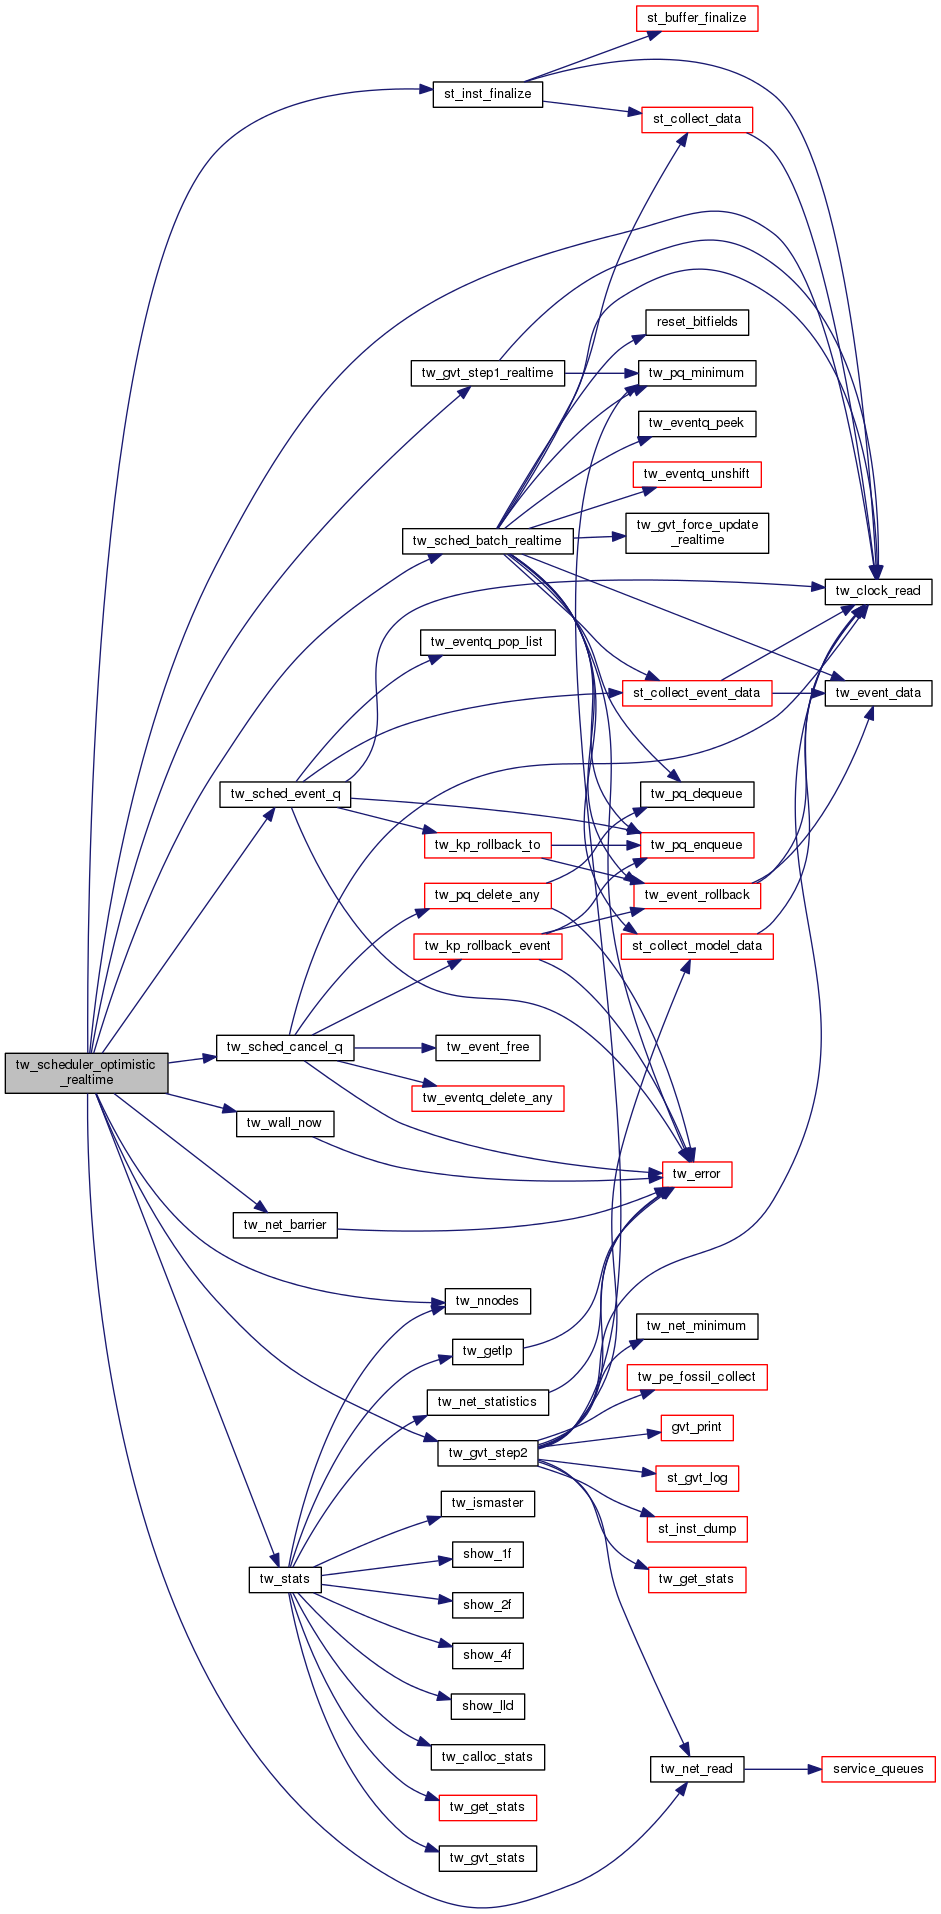 st_buffer_finalize
st_inst_finalize
st_collect_data
reset_bitfields
tw_gvt_step1_realtime
tw_pq_minimum
tw_eventq_peek
tw_eventq_unshift
tw_gvt_force_update
_realtime
tw_sched_batch_realtime
tw_clock_read
tw_eventq_pop_list
st_collect_event_data
tw_event_data
tw_sched_event_q
tw_pq_dequeue
tw_kp_rollback_to
tw_pq_enqueue
tw_pq_delete_any
tw_event_rollback
tw_kp_rollback_event
st_collect_model_data
tw_sched_cancel_q
tw_event_free
tw_scheduler_optimistic
_realtime
tw_eventq_delete_any
tw_wall_now
tw_error
tw_net_barrier
tw_nnodes
tw_net_minimum
tw_getlp
tw_pe_fossil_collect
tw_net_statistics
gvt_print
tw_gvt_step2
st_gvt_log
tw_ismaster
st_inst_dump
show_1f
tw_stats
tw_get_stats
show_2f
show_4f
show_lld
tw_calloc_stats
tw_net_read
service_queues
tw_get_stats
tw_gvt_stats